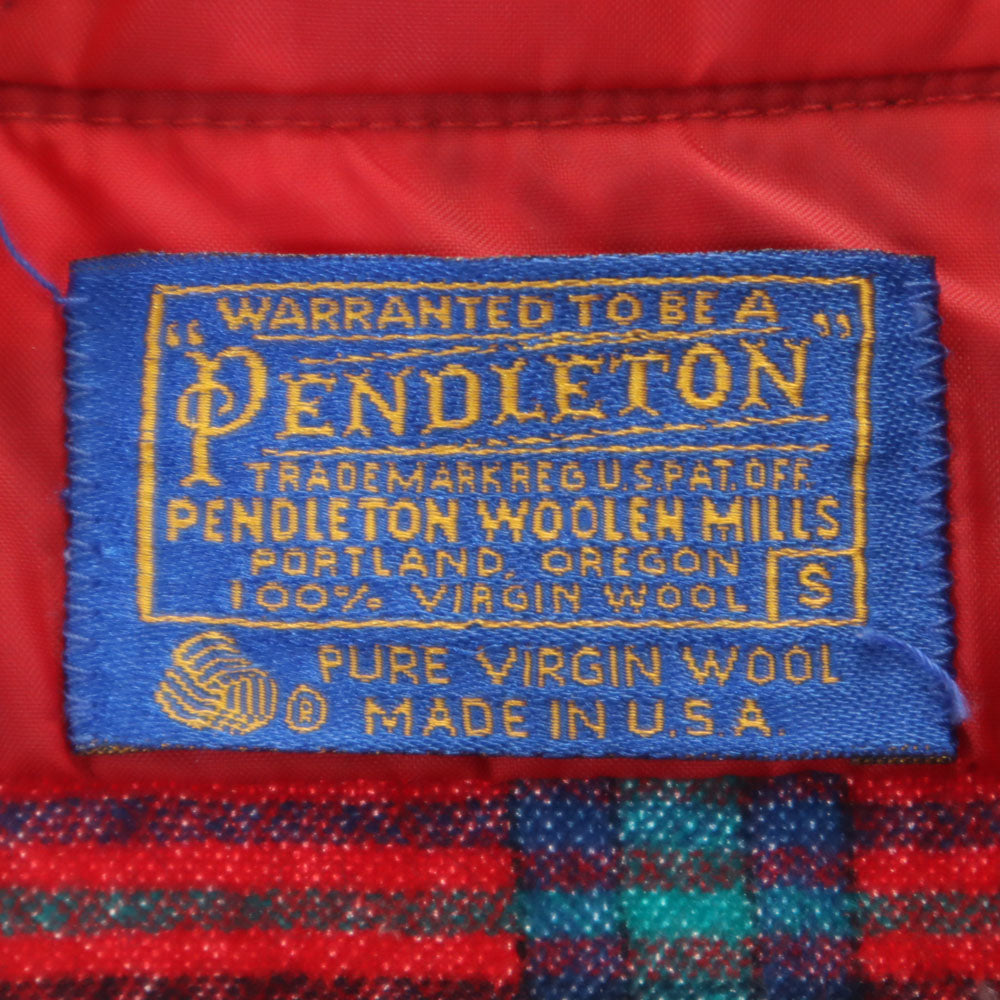 WARRANTED TO BE A
"PENDLETON"
TRADEMARK REG U.S. PAT. OFF.
PENDLETON WOOLEN MILLS
PORTLAND, OREGON
100% VIRGIN WOOL S
PURE VIRGIN WOOL
® MADE IN U.S.A.